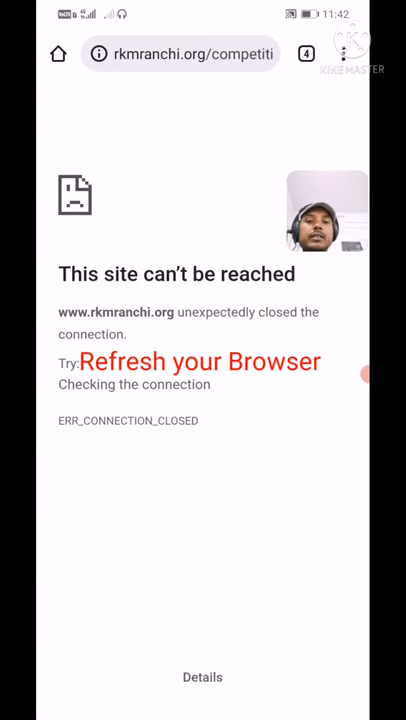 11:42
rkmranchi.org/competiti
4
KINEMASTER
This site can't be reached
www.rkmranchi.org unexpectedly closed the
connection.
Try:
Refresh your Browser
Checking the connection
ERR_CONNECTION_CLOSED
Details